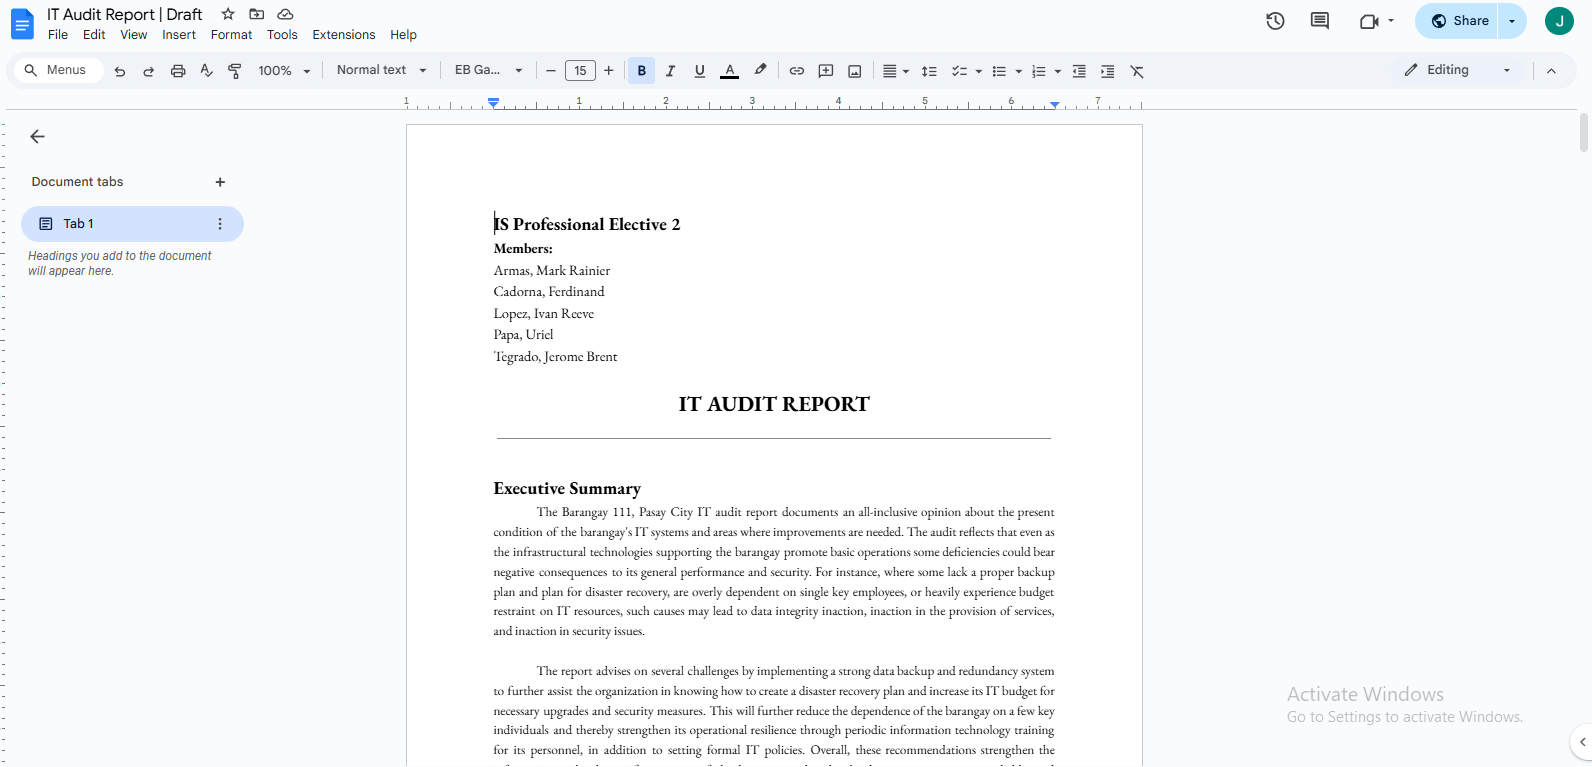 IT Audit Report | Draft
File Edit View Insert Format Tools Extensions Help
Share
J
Menus
100%
Normal text
EB Ga...
15
B I U A
Editing
1 1 2 3 4 5 6 7
Document tabs
Tab 1
Headings you add to the document
will appear here.
IS Professional Elective 2
Members:
Armas, Mark Rainier
Cadorna, Ferdinand
Lopez, Ivan Reeve
Papa, Uriel
Tegrado, Jerome Brent
IT AUDIT REPORT
Executive Summary
The Barangay 111, Pasay City IT audit report documents an all-inclusive opinion about the present
condition of the barangay's IT systems and areas where improvements are needed. The audit reflects that even as
the infrastructural technologies supporting the barangay promote basic operations some deficiencies could bear
negative consequences to its general performance and security. For instance, where some lack a proper backup
plan and plan for disaster recovery, are overly dependent on single key employees, or heavily experience budget
restraint on IT resources, such causes may lead to data integrity inaction, inaction in the provision of services,
and inaction in security issues.
The report advises on several challenges by implementing a strong data backup and redundancy system
to further assist the organization in knowing how to create a disaster recovery plan and increase its IT budget for
necessary upgrades and security measures. This will further reduce the dependence of the barangay on a few key
individuals and thereby strengthen its operational resilience through periodic information technology training
for its personnel, in addition to setting formal IT policies. Overall, these recommendations strengthen the
Activate Windows
Go to Settings to activate Windows.